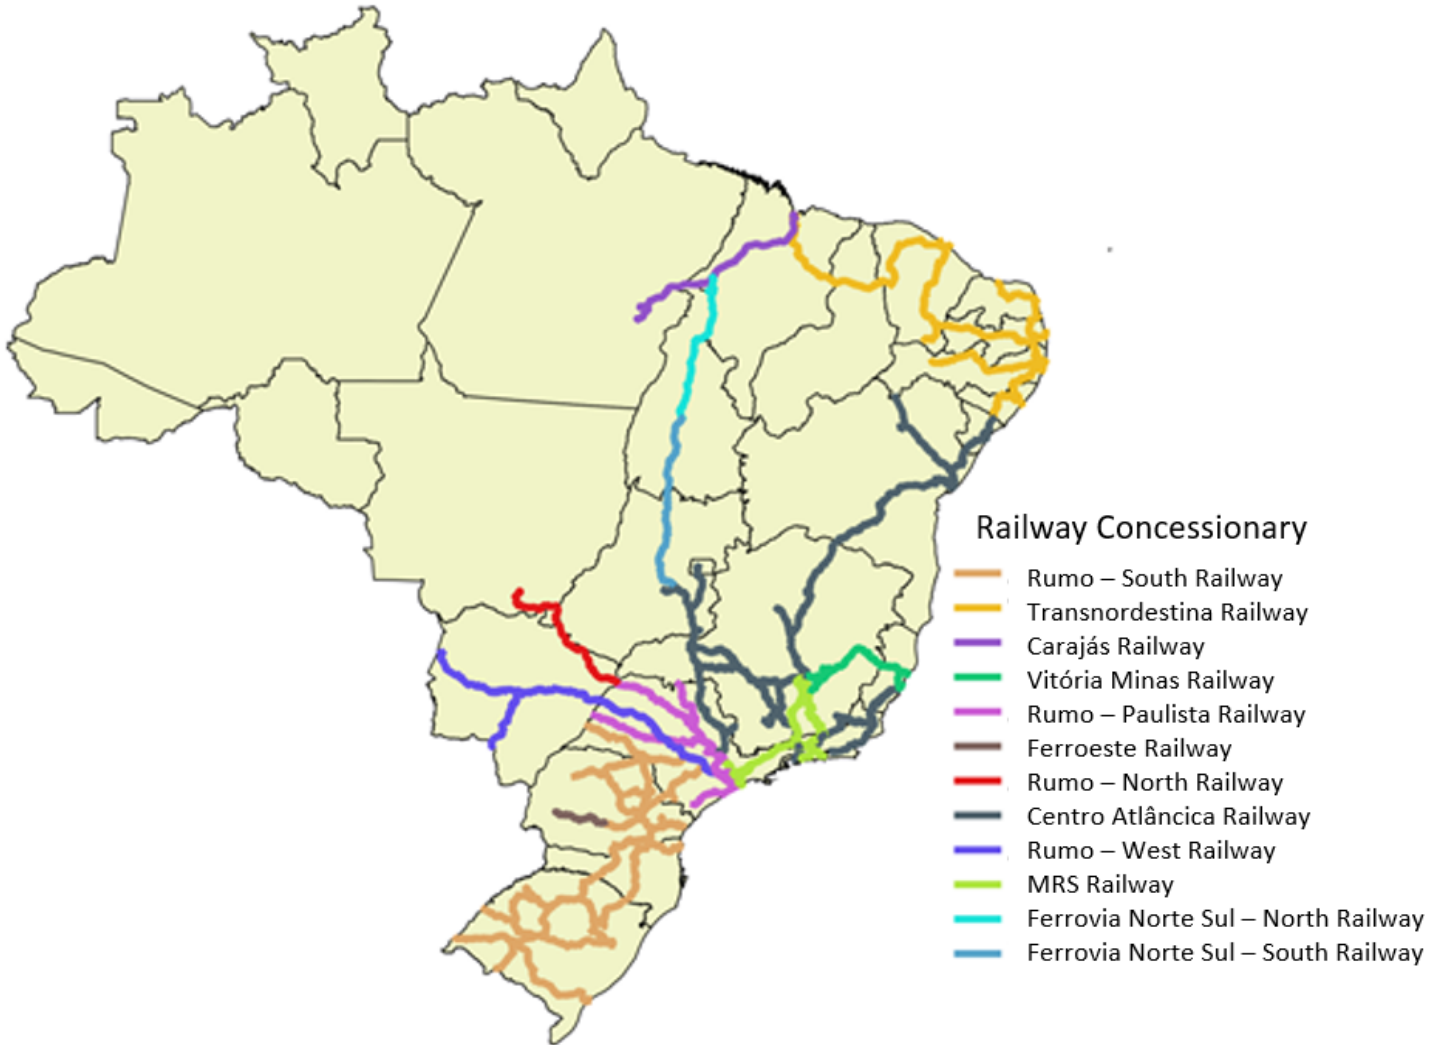 Railway Concessionary
Rumo – South Railway
Transnordestina Railway
Carajás Railway
Vitória Minas Railway
Rumo – Paulista Railway
Ferroeste Railway
Rumo – North Railway
Centro Atlâncica Railway
Rumo – West Railway
MRS Railway
Ferrovia Norte Sul – North Railway
Ferrovia Norte Sul – South Railway